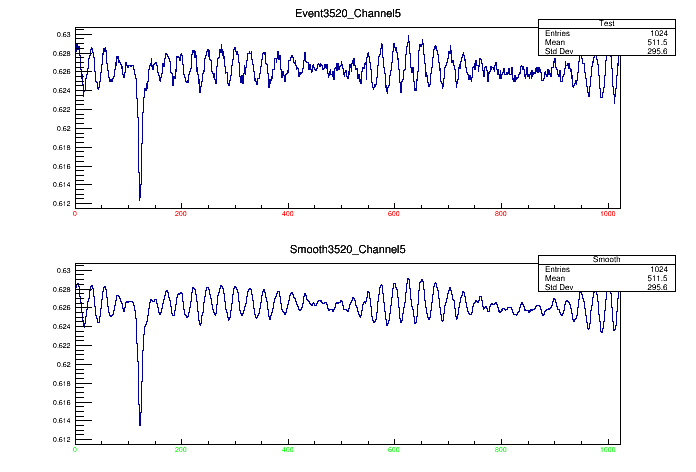 Event3520_Channel5
Test
Entries 1024
Mean 511.5
Std Dev 295.6
0.63
0.628
0.626
0.624
0.622
0.62
0.618
0.616
0.614
0.612
0 200 400 600 800 1000
Smooth3520_Channel5
Smooth
Entries 1024
Mean 511.5
Std Dev 295.6
0.63
0.628
0.626
0.624
0.622
0.62
0.618
0.616
0.614
0.612
0 200 400 600 800 1000